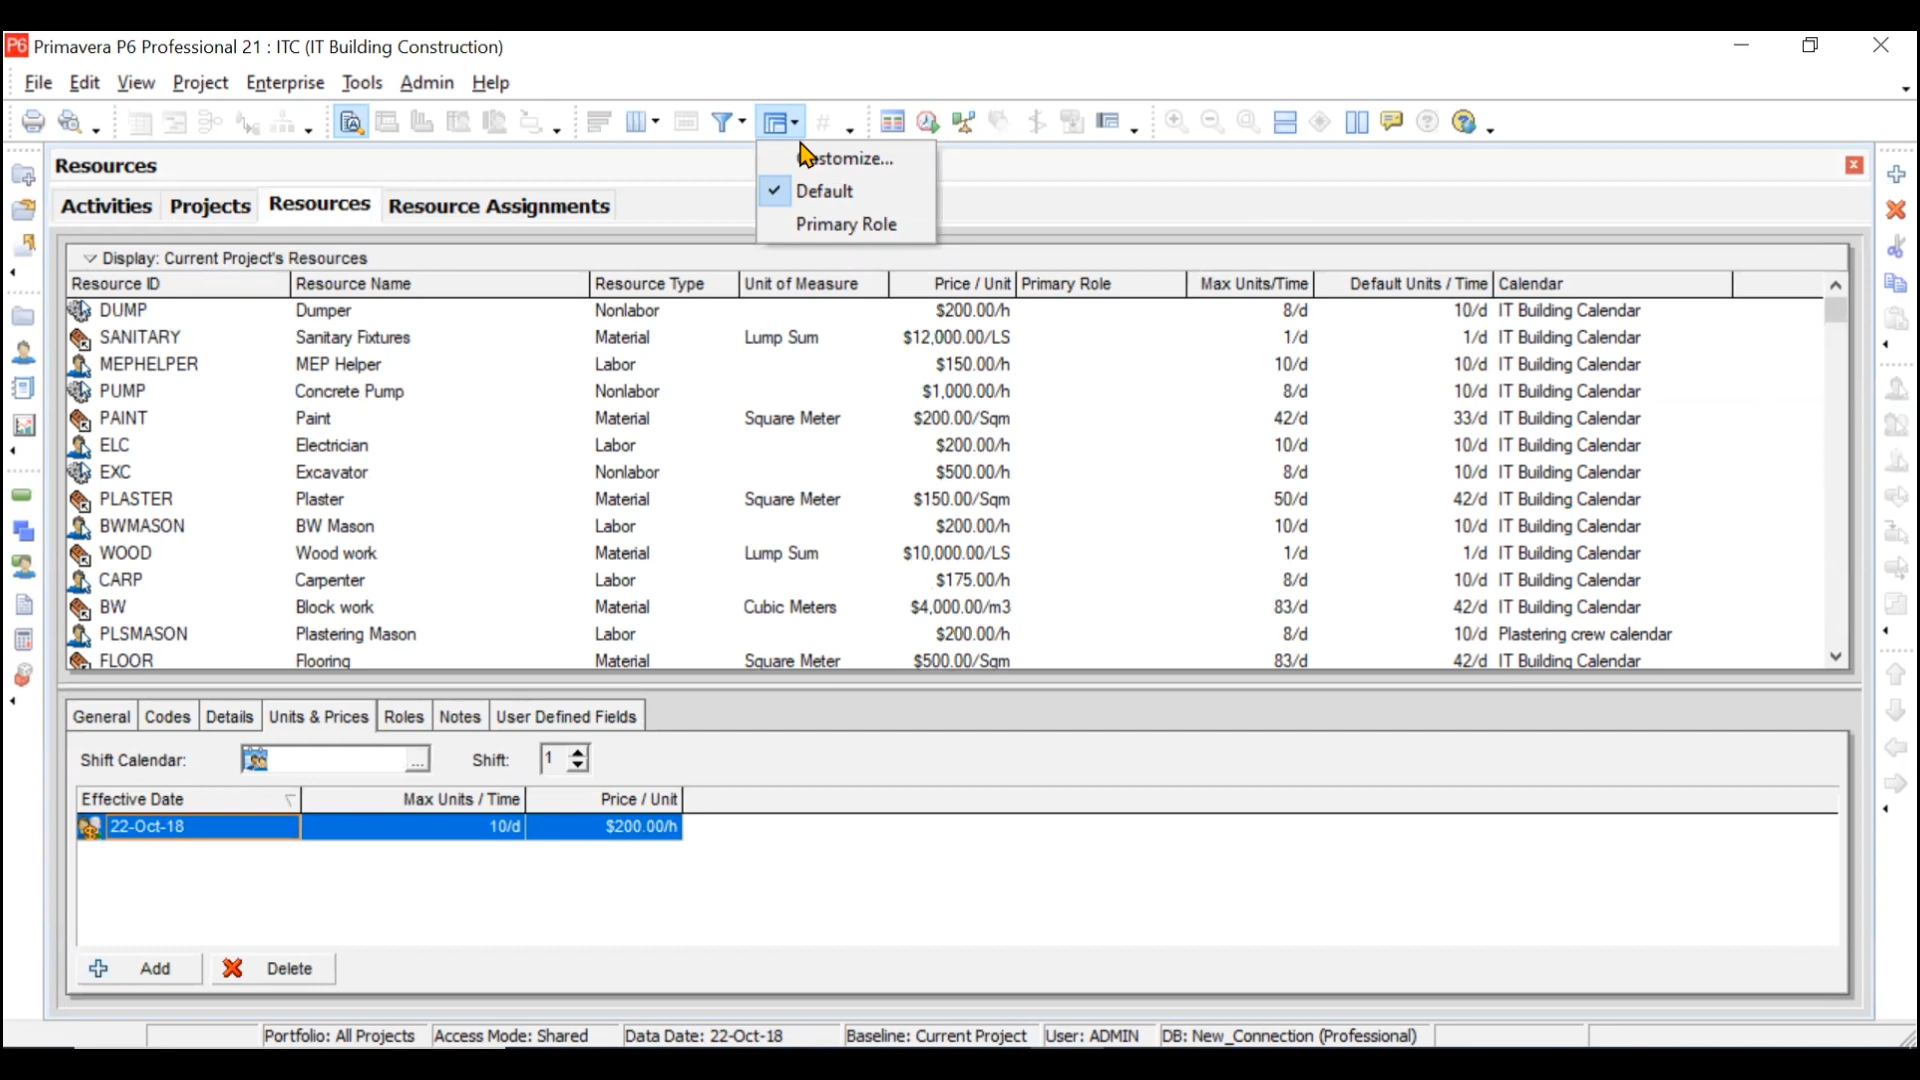 P6 Primavera P6 Professional 21 : ITC (IT Building Construction)
File Edit View Project Enterprise Tools Admin Help
Resources
Customize...
Default
Primary Role
Activities Projects Resources Resource Assignments
Display: Current Project's Resources
Resource ID Resource Name Resource Type Unit of Measure Price / Unit Primary Role Max Units/Time Default Units / Time Calendar
DUMP Dumper Nonlabor $200.00/h 8/d 10/d IT Building Calendar
SANITARY Sanitary Fixtures Material Lump Sum $12,000.00/LS 1/d 1/d IT Building Calendar
MEPHELPER MEP Helper Labor $150.00/h 10/d 10/d IT Building Calendar
PUMP Concrete Pump Nonlabor $1,000.00/h 8/d 10/d IT Building Calendar
PAINT Paint Material Square Meter $200.00/Sqm 42/d 33/d IT Building Calendar
ELC Electrician Labor $200.00/h 10/d 10/d IT Building Calendar
EXC Excavator Nonlabor $500.00/h 8/d 10/d IT Building Calendar
PLASTER Plaster Material Square Meter $150.00/Sqm 50/d 42/d IT Building Calendar
BWMASON BW Mason Labor $200.00/h 10/d 10/d IT Building Calendar
WOOD Wood work Material Lump Sum $10,000.00/LS 1/d 1/d IT Building Calendar
CARP Carpenter Labor $175.00/h 8/d 10/d IT Building Calendar
BW Block work Material Cubic Meters $4,000.00/m3 83/d 42/d IT Building Calendar
PLSMASON Plastering Mason Labor $200.00/h 8/d 10/d Plastering crew calendar
FLOOR Flooring Material Square Meter $500.00/Sqm 83/d 42/d IT Building Calendar
General Codes Details Units & Prices Roles Notes User Defined Fields
Shift Calendar: ... Shift: 1
Effective Date Max Units / Time Price / Unit
22-Oct-18 10/d $200.00/h
Add Delete
Portfolio: All Projects Access Mode: Shared Data Date: 22-Oct-18 Baseline: Current Project User: ADMIN DB: New_Connection (Professional)